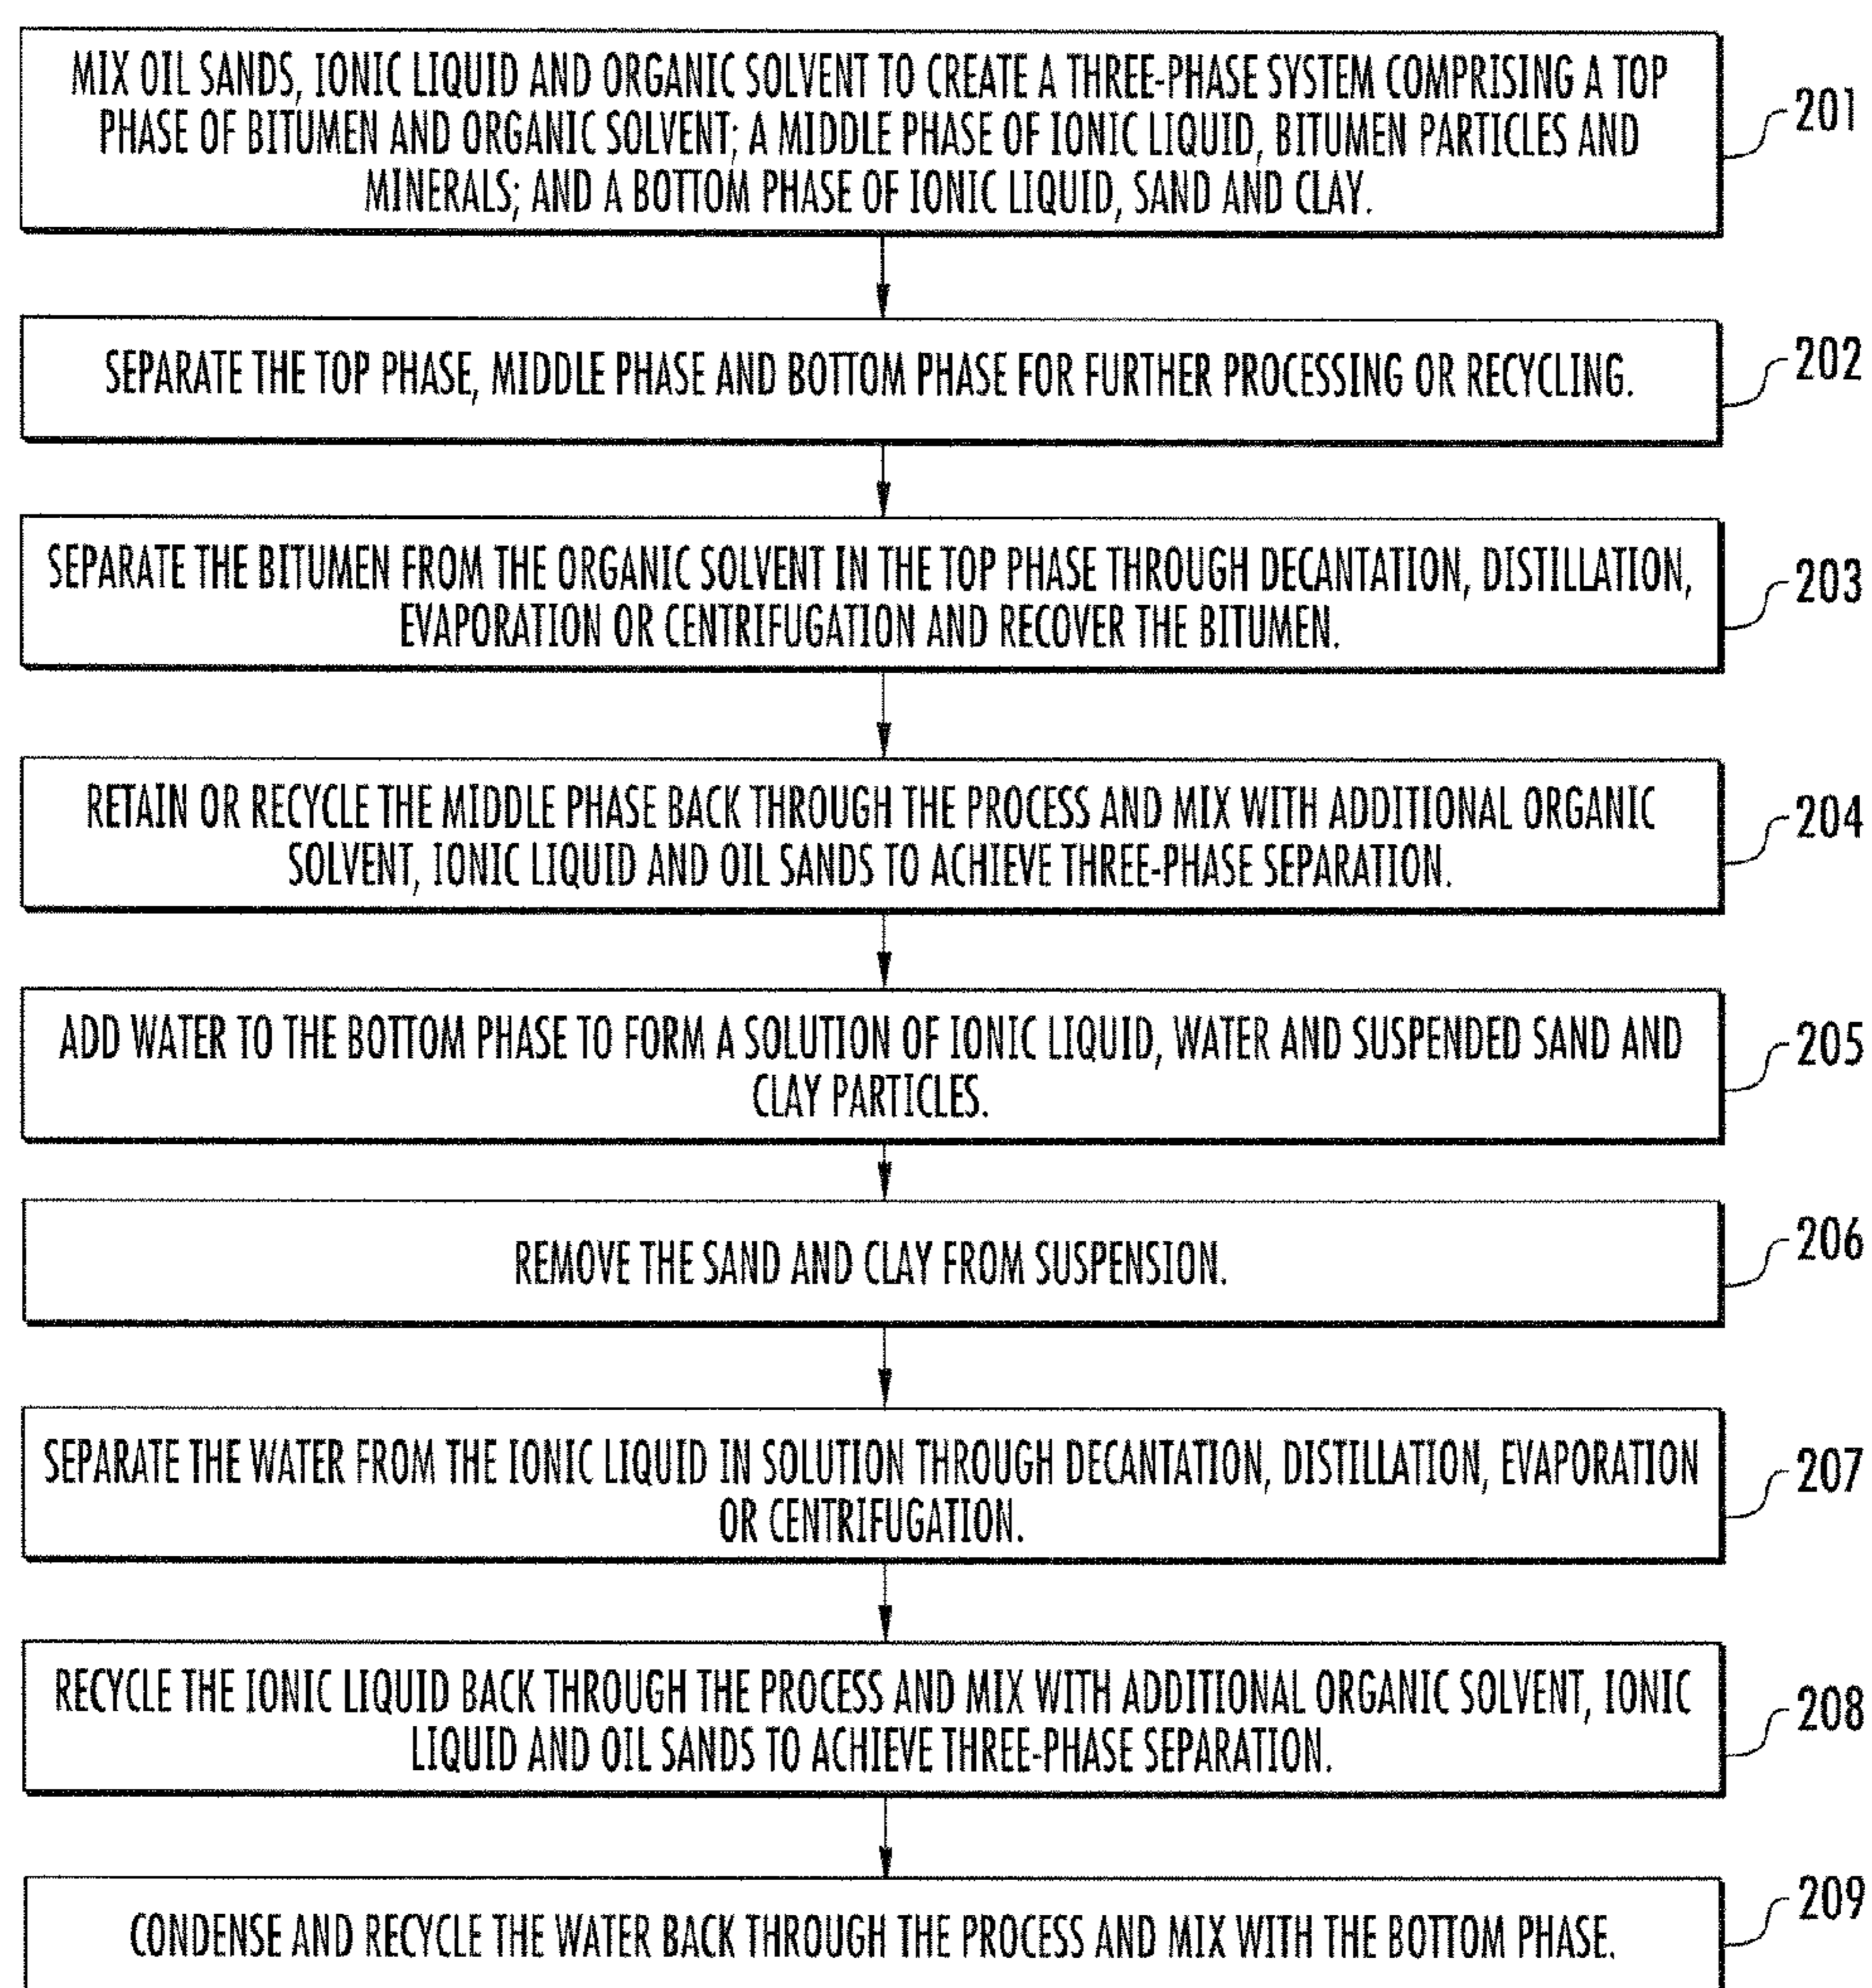 MIX OIL SANDS, IONIC LIQUID AND ORGANIC SOLVENT TO CREATE A THREE-PHASE SYSTEM COMPRISING A TOP
PHASE OF BITUMEN AND ORGANIC SOLVENT; A MIDDLE PHASE OF IONIC LIQUID, BITUMEN PARTICLES AND
MINERALS; AND A BOTTOM PHASE OF IONIC LIQUID, SAND AND CLAY.
201
SEPARATE THE TOP PHASE, MIDDLE PHASE AND BOTTOM PHASE FOR FURTHER PROCESSING OR RECYCLING.
202
SEPARATE THE BITUMEN FROM THE ORGANIC SOLVENT IN THE TOP PHASE THROUGH DECANTATION, DISTILLATION,
EVAPORATION OR CENTRIFUGATION AND RECOVER THE BITUMEN.
203
RETAIN OR RECYCLE THE MIDDLE PHASE BACK THROUGH THE PROCESS AND MIX WITH ADDITIONAL ORGANIC
SOLVENT, IONIC LIQUID AND OIL SANDS TO ACHIEVE THREE-PHASE SEPARATION.
204
ADD WATER TO THE BOTTOM PHASE TO FORM A SOLUTION OF IONIC LIQUID, WATER AND SUSPENDED SAND AND
CLAY PARTICLES.
205
REMOVE THE SAND AND CLAY FROM SUSPENSION.
206
SEPARATE THE WATER FROM THE IONIC LIQUID IN SOLUTION THROUGH DECANTATION, DISTILLATION, EVAPORATION
OR CENTRIFUGATION.
207
RECYCLE THE IONIC LIQUID BACK THROUGH THE PROCESS AND MIX WITH ADDITIONAL ORGANIC SOLVENT, IONIC
LIQUID AND OIL SANDS TO ACHIEVE THREE-PHASE SEPARATION.
208
CONDENSE AND RECYCLE THE WATER BACK THROUGH THE PROCESS AND MIX WITH THE BOTTOM PHASE.
209